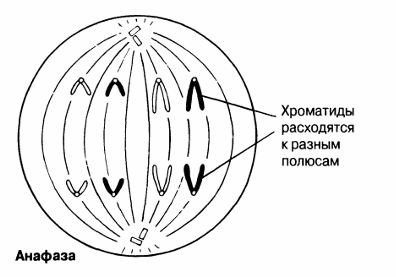 Хроматиды
расходятся
к разным
полюсам
Анафаза